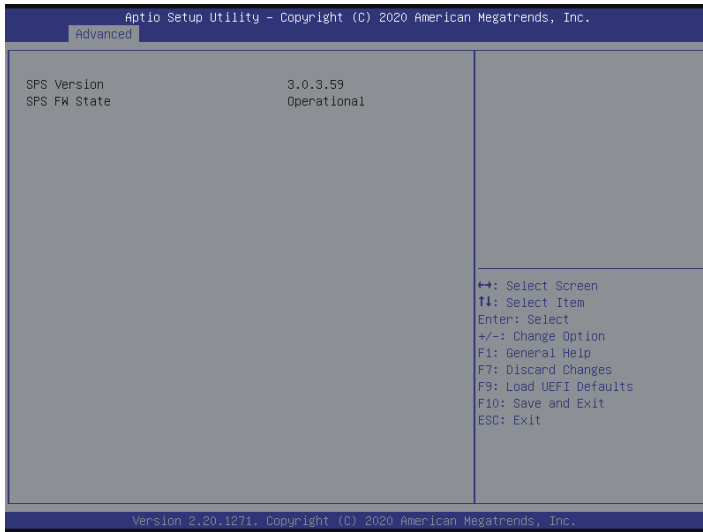 Aptio Setup Utility – Copyright (C) 2020 American Megatrends, Inc.
Advanced
SPS Version 3.0.3.59
SPS FW State Operational
↔: Select Screen
↑↓: Select Item
Enter: Select
+/-: Change Option
F1: General Help
F7: Discard Changes
F9: Load UEFI Defaults
F10: Save and Exit
ESC: Exit
Version 2.20.1271. Copyright (C) 2020 American Megatrends, Inc.